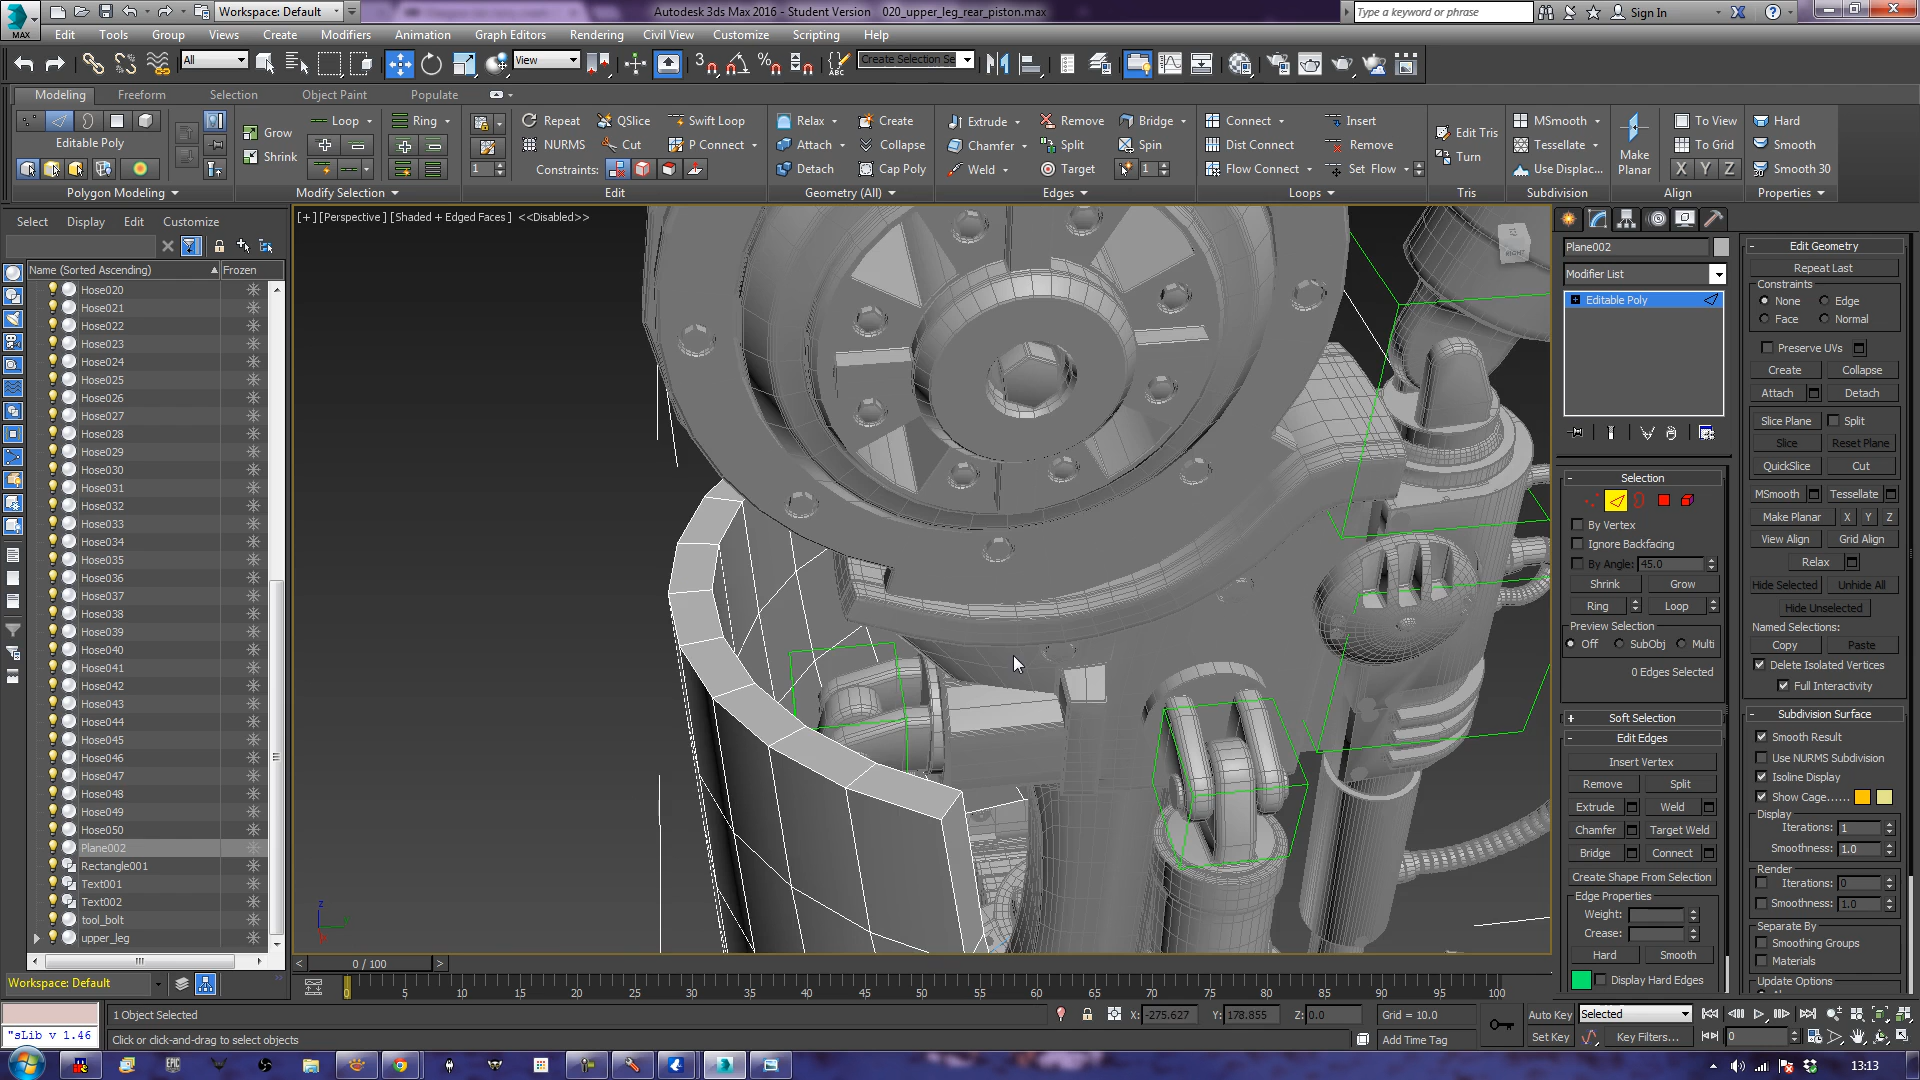 MAX
Workspace: Default
Autodesk 3ds Max 2016 - Student Version 020_upper_leg_rear_piston.max
Type a keyword or phrase
Sign In
Edit Tools Group Views Create Modifiers Animation Graph Editors Rendering Civil View Customize Scripting Help
All
View
3
ABC
Create Selection Se
Modeling Freeform Selection Object Paint Populate
Editable Poly
Polygon Modeling
Grow
Shrink
Loop
Ring
Modify Selection
1
Repeat QSlice Swift Loop
NURMS Cut P Connect
Constraints:
Edit
Relax Create
Attach Collapse
Detach Cap Poly
Geometry (All)
Extrude Remove Bridge
Chamfer Split Spin
Weld Target 1
Edges
Connect Insert
Dist Connect Remove
Flow Connect Set Flow
Loops
Edit Tris
Turn
Tris
MSmooth
Tessellate
Use Displac...
Subdivision
Make
Planar
To View
To Grid
X Y Z
Align
Hard
Smooth
Smooth 30
Properties
Select Display Edit Customize
Name (Sorted Ascending) Frozen
Hose020
Hose021
Hose022
Hose023
Hose024
Hose025
Hose026
Hose027
Hose028
Hose029
Hose030
Hose031
Hose032
Hose033
Hose034
Hose035
Hose036
Hose037
Hose038
Hose039
Hose040
Hose041
Hose042
Hose043
Hose044
Hose045
Hose046
Hose047
Hose048
Hose049
Hose050
Plane002
Rectangle001
Text001
Text002
tool_bolt
upper_leg
Workspace: Default
[+] [Perspective] [Shaded + Edged Faces] <<Disabled>>
RIGHT
z
Plane002
Modifier List
Editable Poly
Selection
By Vertex
Ignore Backfacing
By Angle: 45.0
Shrink Grow
Ring Loop
Preview Selection
Off SubObj Multi
0 Edges Selected
Soft Selection
Edit Edges
Insert Vertex
Remove Split
Extrude Weld
Chamfer Target Weld
Bridge Connect
Create Shape From Selection
Edge Properties
Weight:
Crease:
Hard Smooth
Display Hard Edges
Edit Geometry
Repeat Last
Constraints
None Edge
Face Normal
Preserve UVs
Create Collapse
Attach Detach
Slice Plane Split
Slice Reset Plane
QuickSlice Cut
MSmooth Tessellate
Make Planar X Y Z
View Align Grid Align
Relax
Hide Selected Unhide All
Hide Unselected
Named Selections:
Copy Paste
Delete Isolated Vertices
Full Interactivity
Subdivision Surface
Smooth Result
Use NURMS Subdivision
Isoline Display
Show Cage......
Display
Iterations: 1
Smoothness: 1.0
Render
Iterations: 0
Smoothness: 1.0
Separate By
Smoothing Groups
Materials
Update Options
< 0 / 100 >
0 5 10 15 20 25 30 35 40 45 50 55 60 65 70 75 80 85 90 95 100
1 Object Selected
X: -275.627 Y: 178.855 Z: 0.0 Grid = 10.0
Auto Key Selected
"sLib v 1.46
Click or click-and-drag to select objects
Add Time Tag
Set Key Key Filters... 0
EPIC
13:13